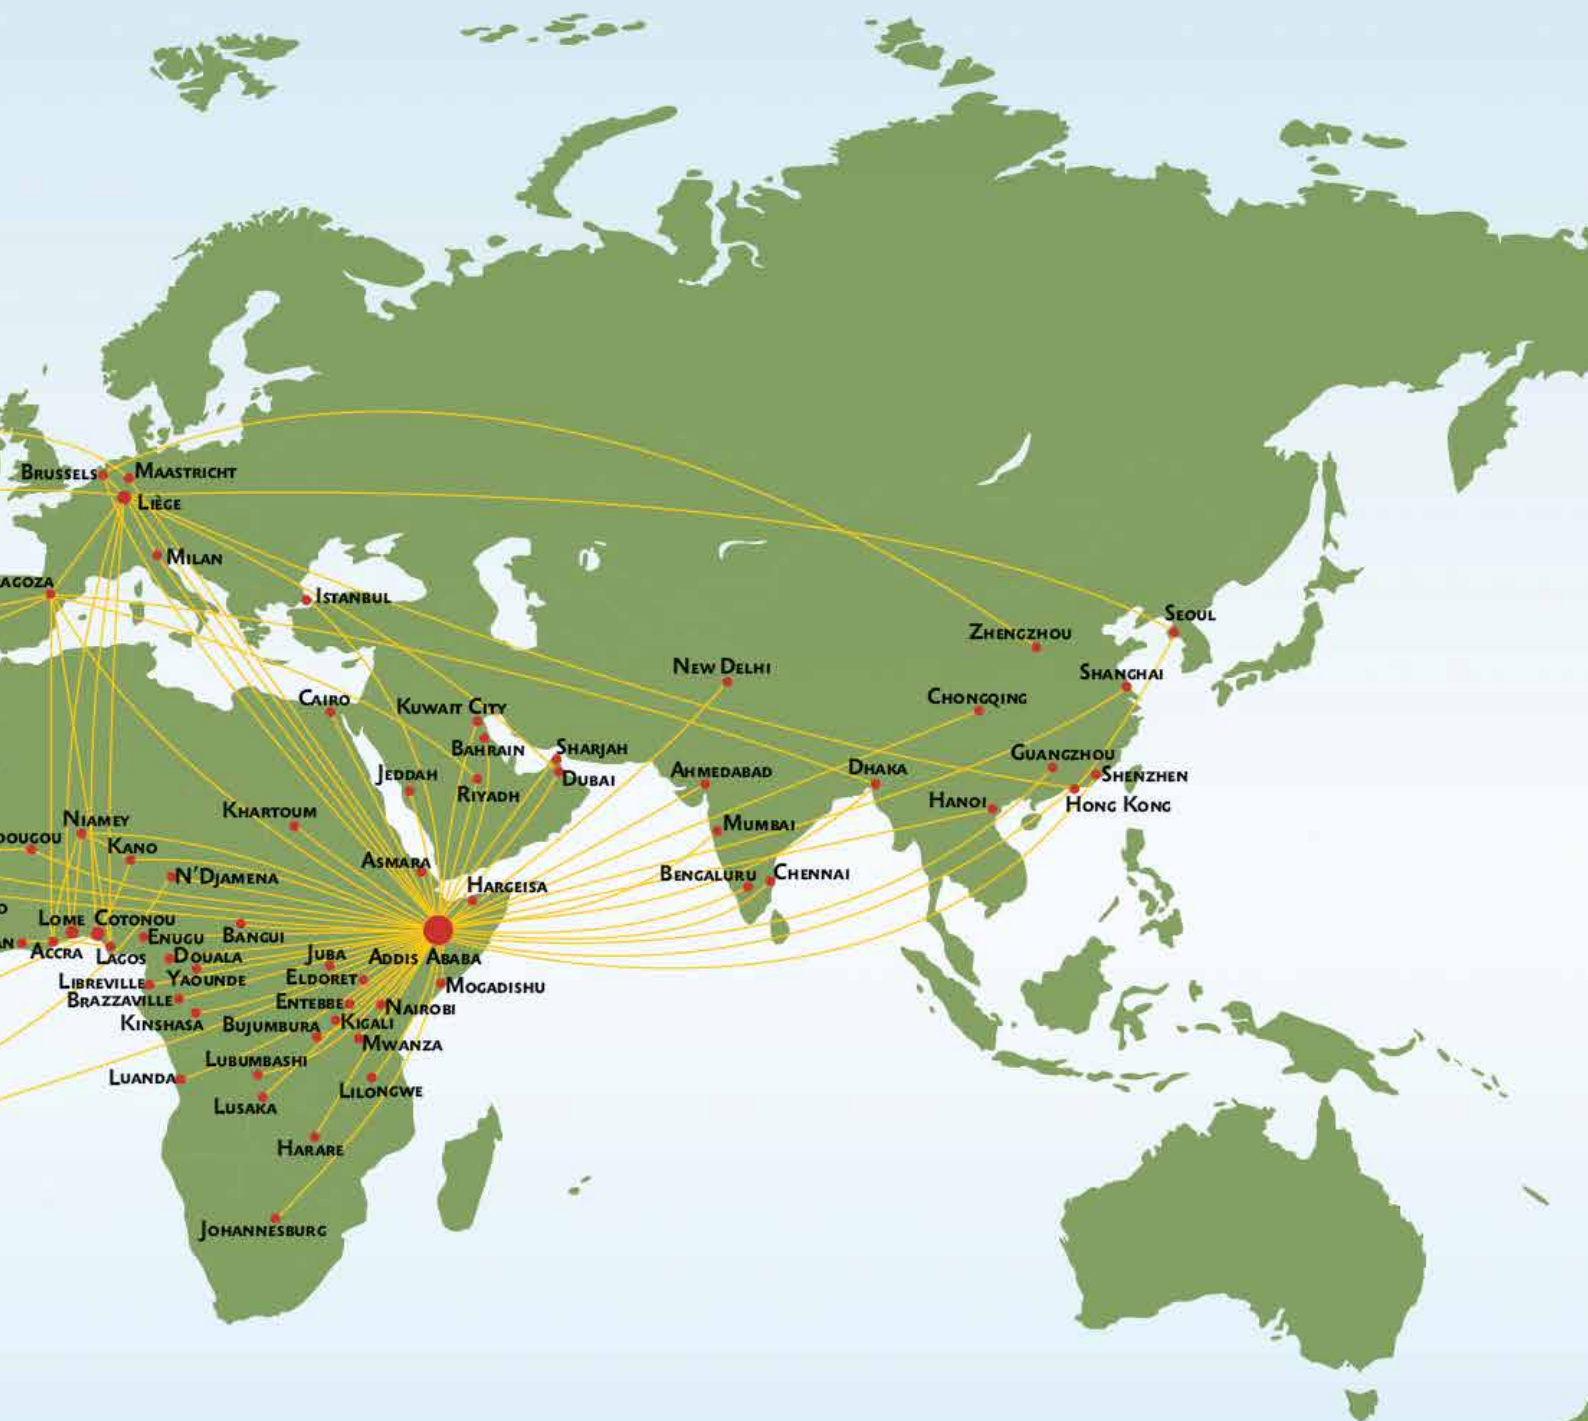 Brussels
Maastricht
Liège
Milan
agoza
Istanbul
Seoul
Zhengzhou
New Delhi
Shanghai
Cairo
Kuwait City
Chongqing
Bahrain
Sharjah
Guangzhou
Jeddah
Dubai
Ahmedabad
Dhaka
Shenzhen
Riyadh
Hanoi
Hong Kong
Khartoum
Niamey
Mumbai
dougou
Kano
Asmara
N'Djamena
Hargeisa
Bengaluru
Chennai
o
Lome
Cotonou
Enugu
Bangui
an
Accra
Lagos
Douala
Juba
Addis Ababa
Libreville
Yaounde
Eldoret
Mogadishu
Brazzaville
Entebbe
Nairobi
Kinshasa
Bujumbura
Kigali
Mwanza
Lubumbashi
Luanda
Lilongwe
Lusaka
Harare
Johannesburg